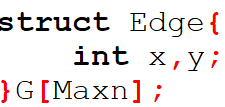 struct Edge{
    int x,y;
}G[Maxn];